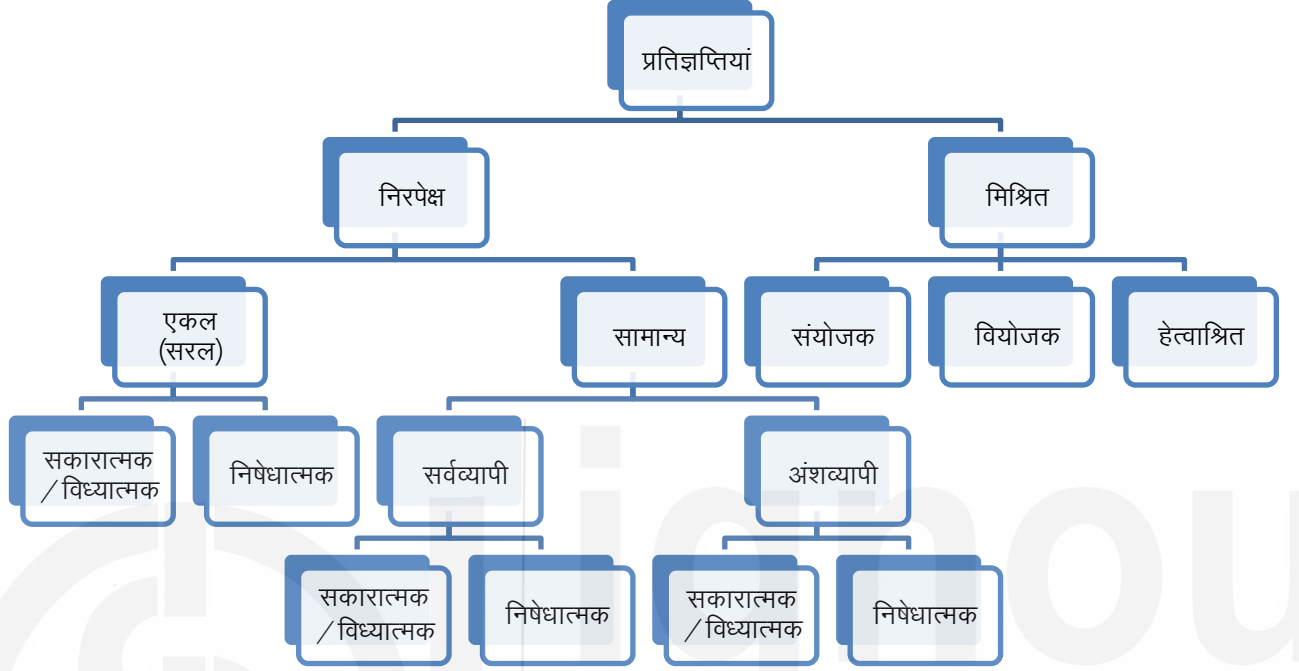 प्रतिज्ञप्तियां
निरपेक्ष
मिश्रित
एकल
(सरल)
सामान्य
संयोजक
वियोजक
हेत्वाश्रित
सकारात्मक
/विध्यात्मक
निषेधात्मक
सर्वव्यापी
अंशव्यापी
सकारात्मक
/विध्यात्मक
निषेधात्मक
सकारात्मक
/विध्यात्मक
निषेधात्मक
ignou